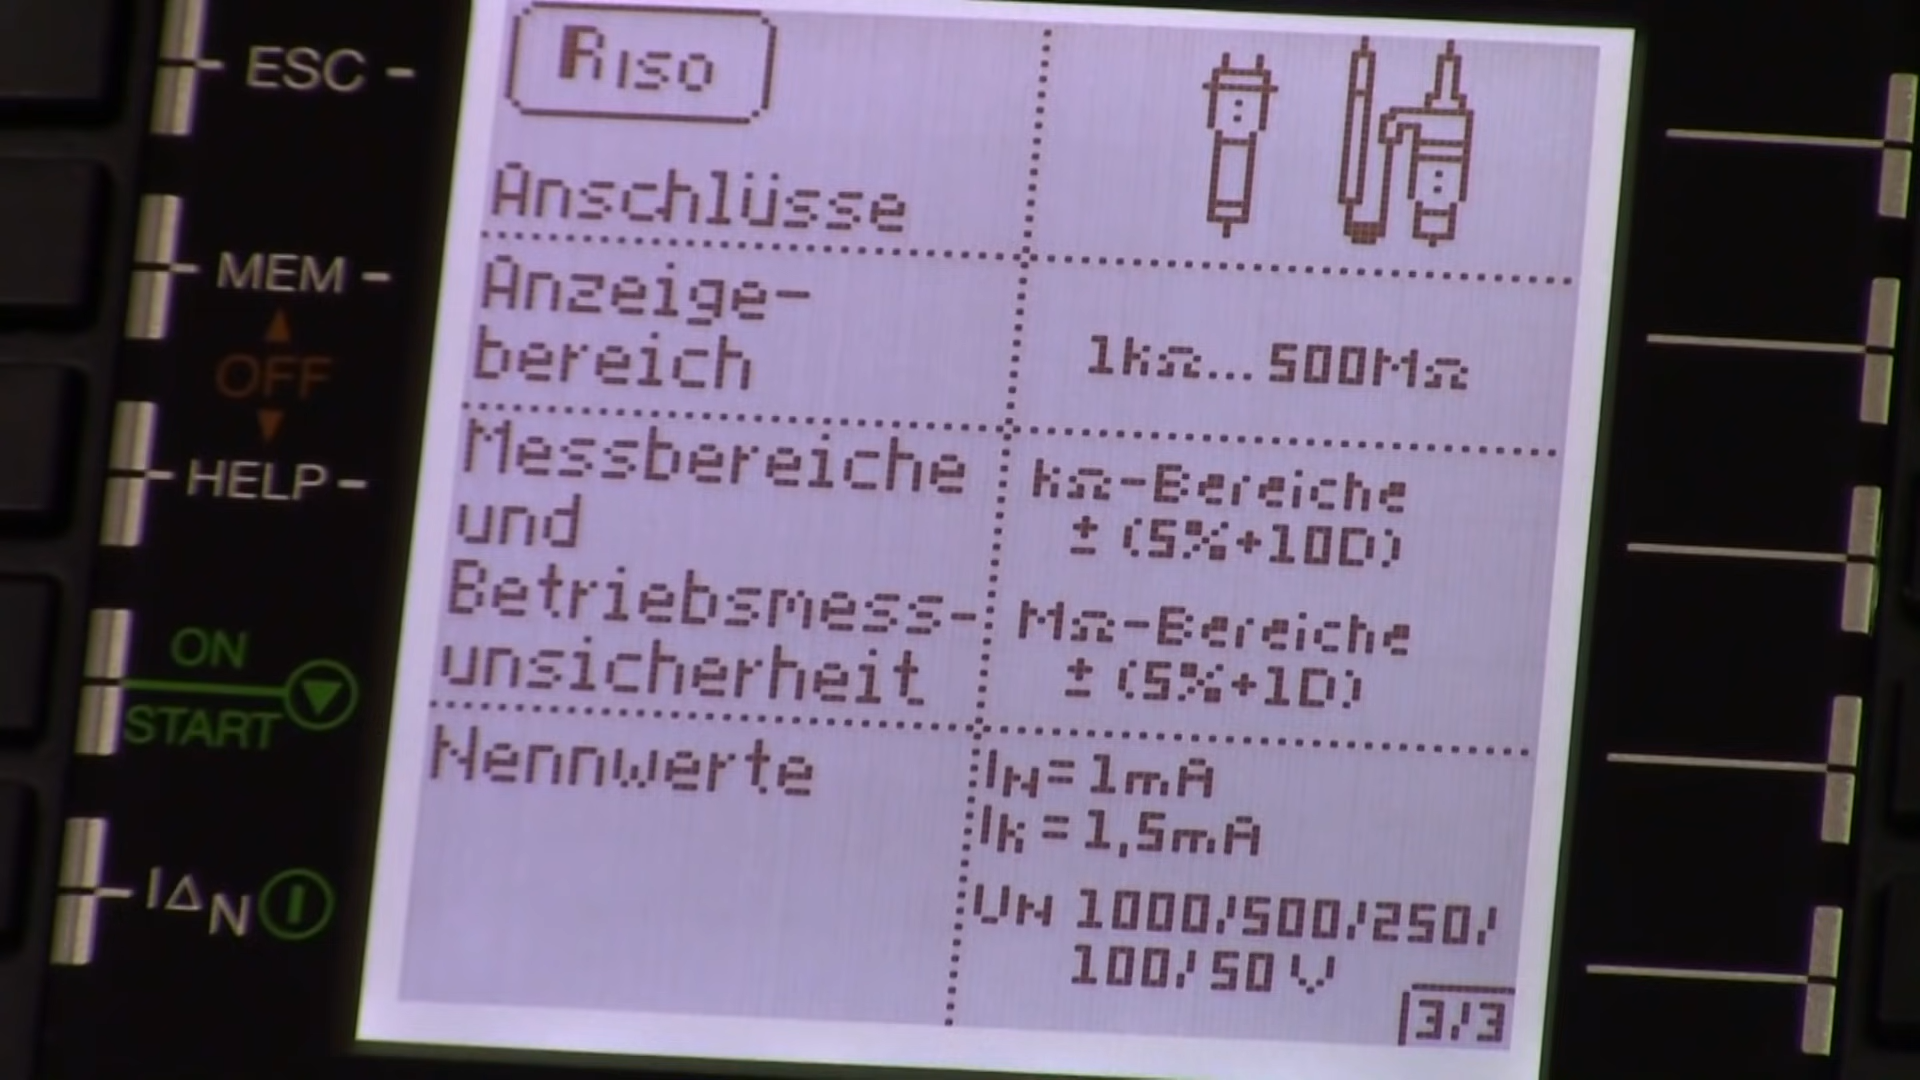 ESC
MEM
OFF
HELP
ON
START
IΔN
RISO
Anschlüsse
Anzeige-
bereich
1kΩ...500MΩ
Messbereiche
und
Betriebsmess-
unsicherheit
kΩ-Bereiche
±(5%+10D)
MΩ-Bereiche
±(5%+1D)
Nennwerte
IN=1mA
Ik=1,5mA
UN 1000/500/250/
100/50V
3/3